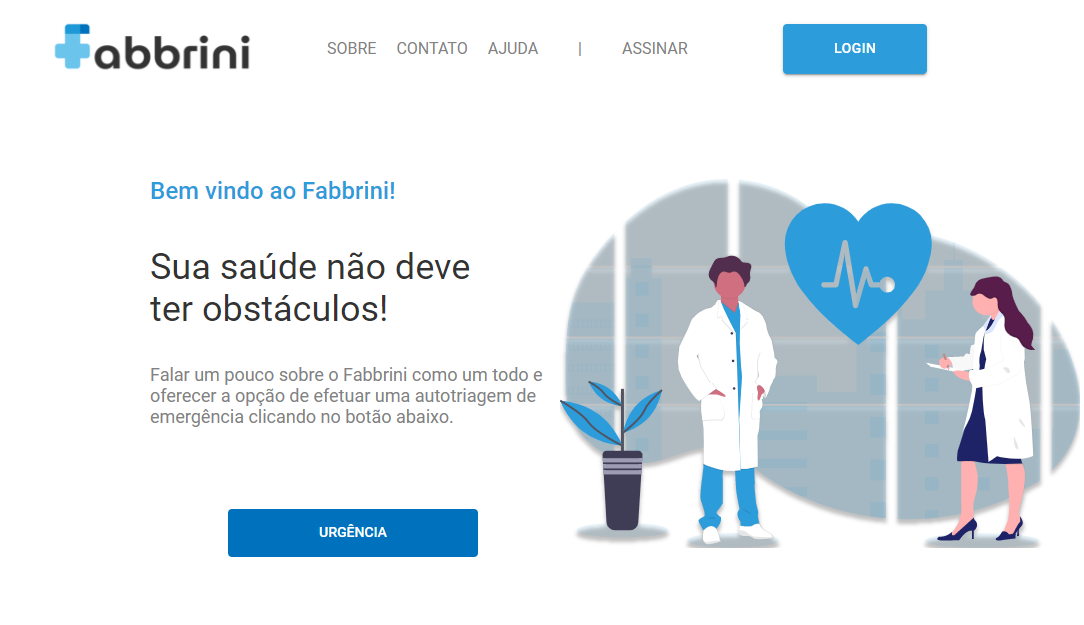 Fabbrini
SOBRE CONTATO AJUDA | ASSINAR LOGIN
Bem vindo ao Fabbrini!
Sua saúde não deve
ter obstáculos!
Falar um pouco sobre o Fabbrini como um todo e
oferecer a opção de efetuar uma autotriagem de
emergência clicando no botão abaixo.
URGÊNCIA